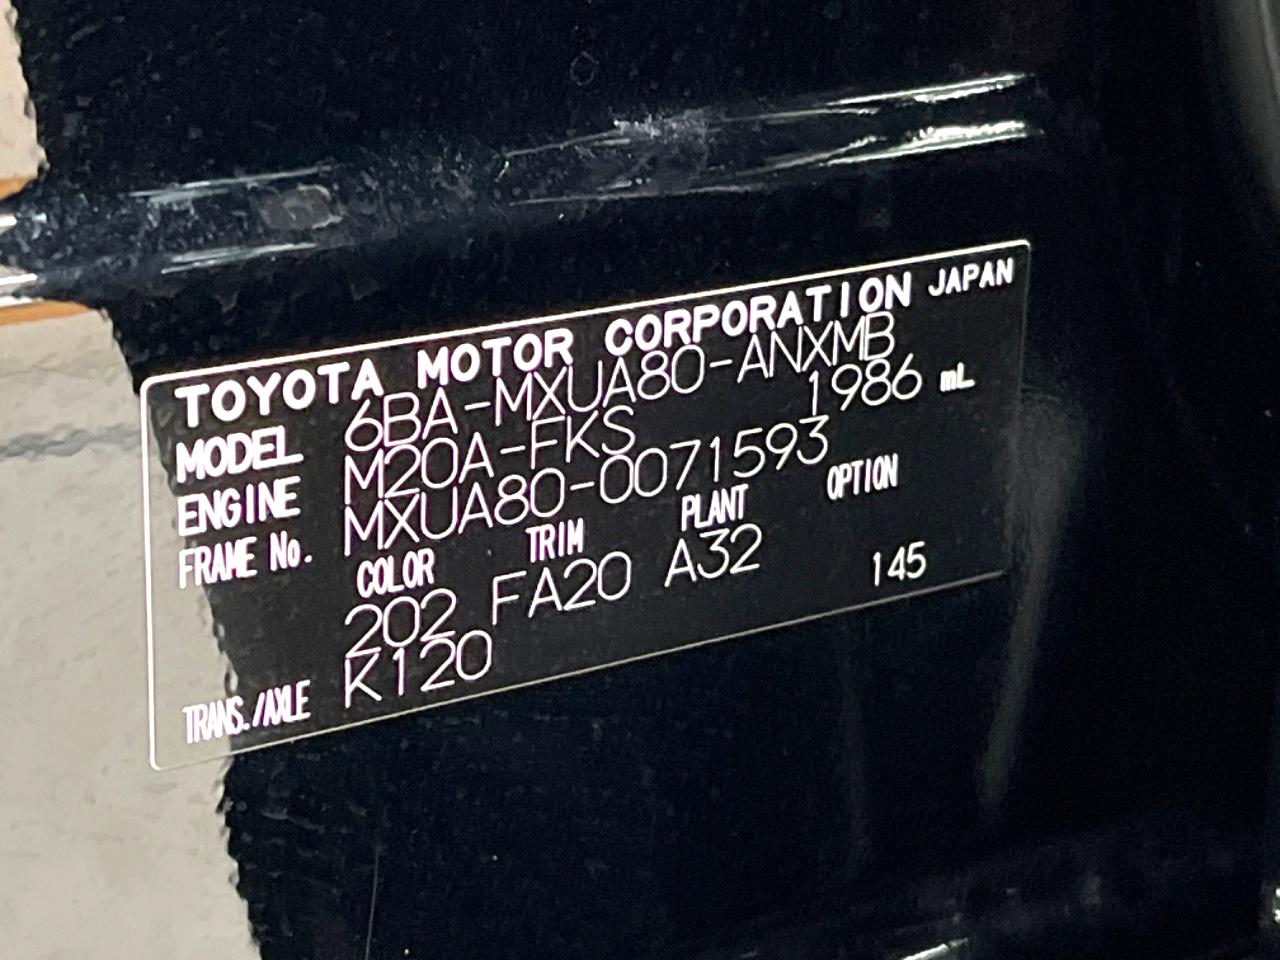 TOYOTA MOTOR CORPORATION JAPAN
MODEL 6BA-MXUA80-ANXMB
ENGINE M20A-FKS 1986 mL
FRAME No. MXUA80-0071593
COLOR TRIM PLANT OPTION
202 FA20 A32
TRANS./AXLE K120 145